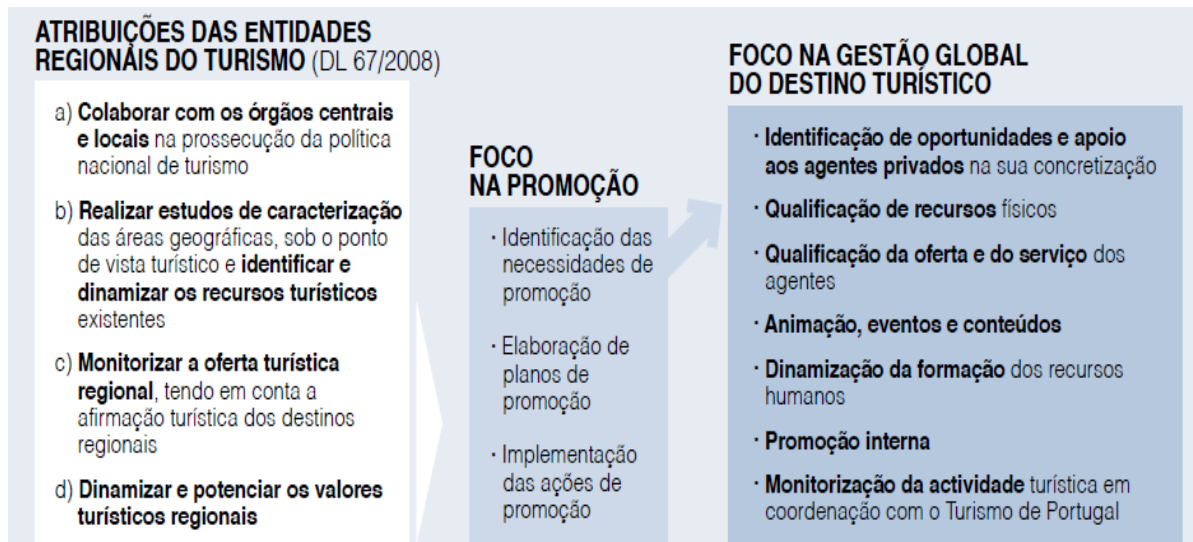 ATRIBUIÇÕES DAS ENTIDADES
REGIONAIS DO TURISMO (DL 67/2008)
a) Colaborar com os órgãos centrais
e locais na prossecução da política
nacional de turismo
b) Realizar estudos de caracterização
das áreas geográficas, sob o ponto
de vista turístico e identificar e
dinamizar os recursos turísticos
existentes
c) Monitorizar a oferta turística
regional, tendo em conta a
afirmação turística dos destinos
regionais
d) Dinamizar e potenciar os valores
turísticos regionais
FOCO
NA PROMOÇÃO
· Identificação das
necessidades de
promoção
· Elaboração de
planos de
promoção
· Implementação
das ações de
promoção
FOCO NA GESTÃO GLOBAL
DO DESTINO TURÍSTICO
· Identificação de oportunidades e apoio
aos agentes privados na sua concretização
· Qualificação de recursos físicos
· Qualificação da oferta e do serviço dos
agentes
· Animação, eventos e conteúdos
· Dinamização da formação dos recursos
humanos
· Promoção interna
· Monitorização da actividade turística em
coordenação com o Turismo de Portugal